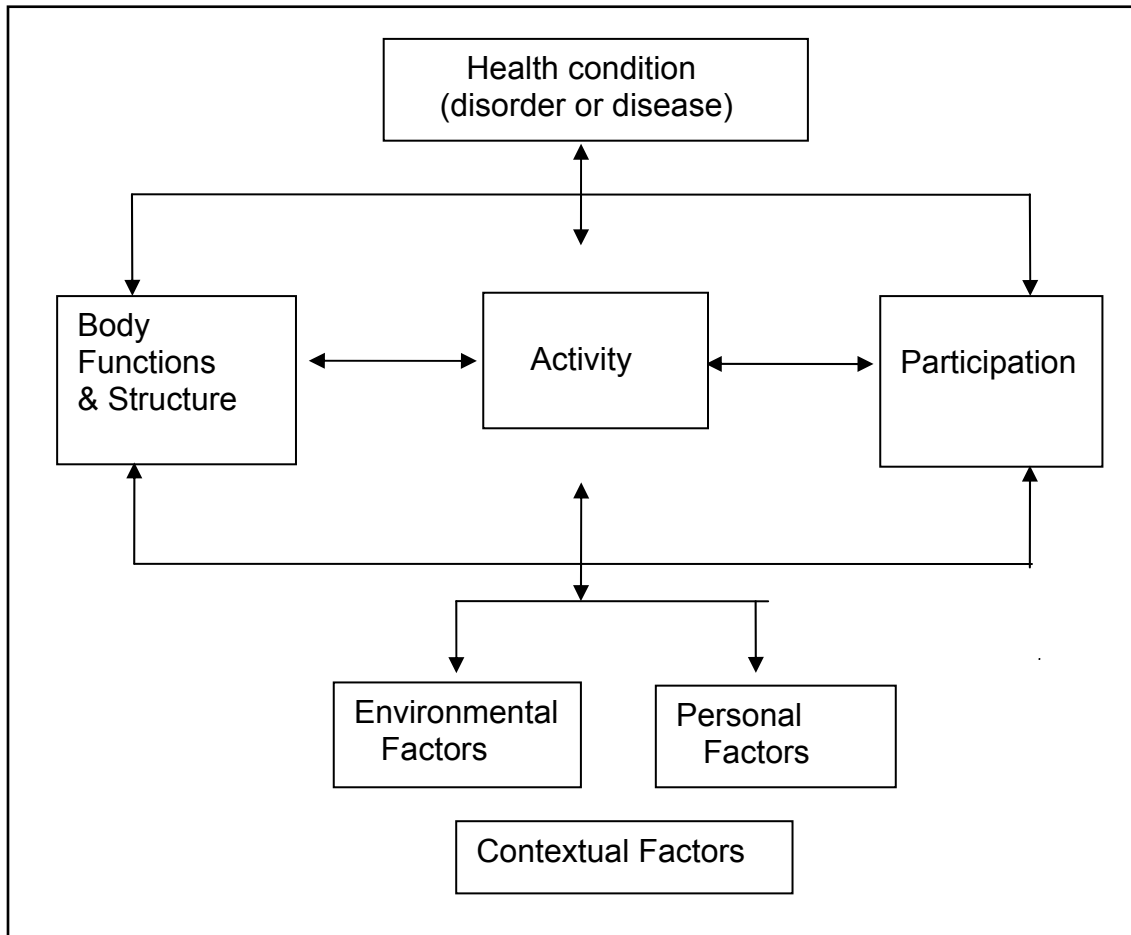 Health condition
(disorder or disease)
Body
Functions
& Structure
Activity
Participation
Environmental
Factors
Personal
Factors
Contextual Factors